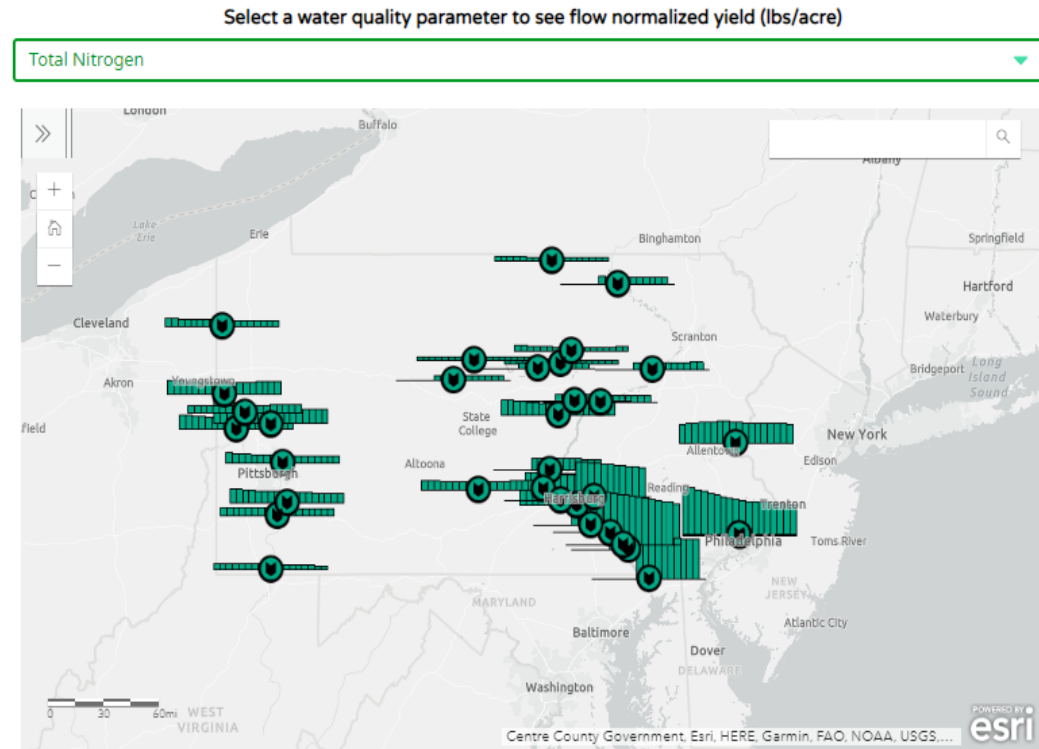 Select a water quality parameter to see flow normalized yield (lbs/acre)
Total Nitrogen
London
Buffalo
Albany
Lake
Erie
Erie
Binghamton
Springfield
Hartford
Cleveland
Waterbury
Scranton
Akron
Youngstown
Bridgeport
Long
Island
Sound
State
College
field
New York
Allentown
Edison
Altoona
Pittsburgh
Reading
Harrisburg
Trenton
Philadelphia
Toms River
NEW
JERSEY
MARYLAND
Atlantic City
Baltimore
Dover
DELAWARE
Washington
0 30 60mi
WEST
VIRGINIA
Centre County Government, Esri, HERE, Garmin, FAO, NOAA, USGS,...
POWERED BY
esri